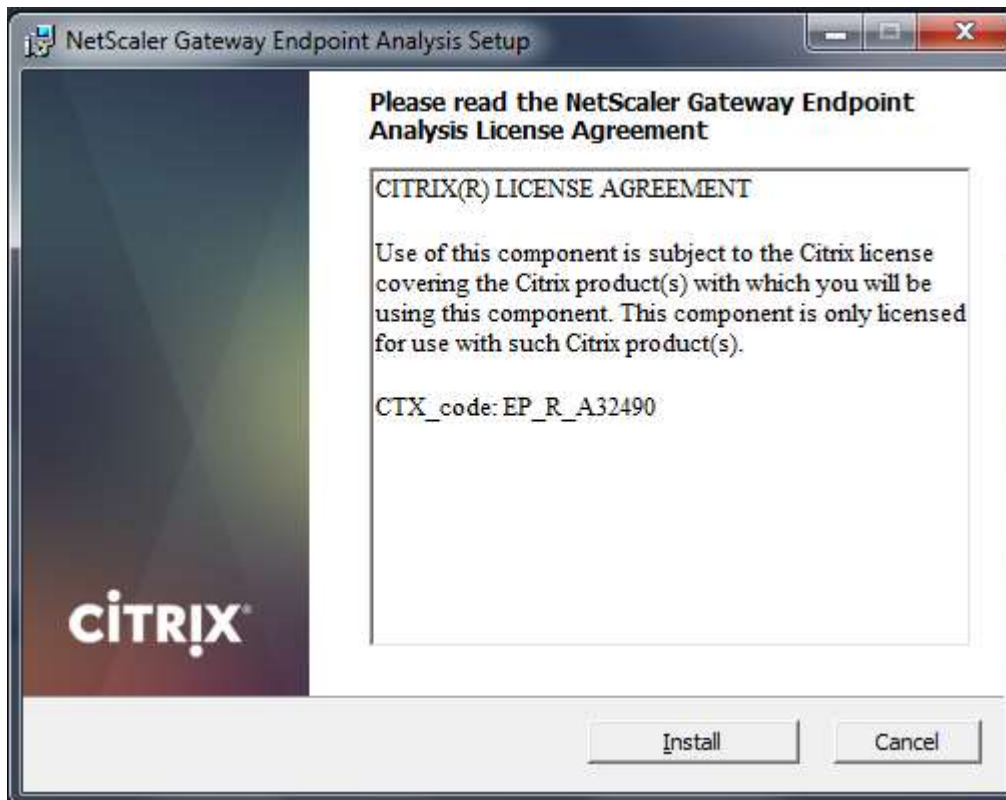 NetScaler Gateway Endpoint Analysis Setup
Please read the NetScaler Gateway Endpoint
Analysis License Agreement
CITRIX(R) LICENSE AGREEMENT
Use of this component is subject to the Citrix license
covering the Citrix product(s) with which you will be
using this component. This component is only licensed
for use with such Citrix product(s).
CTX_code: EP_R_A32490
CİTRIX®
Install
Cancel